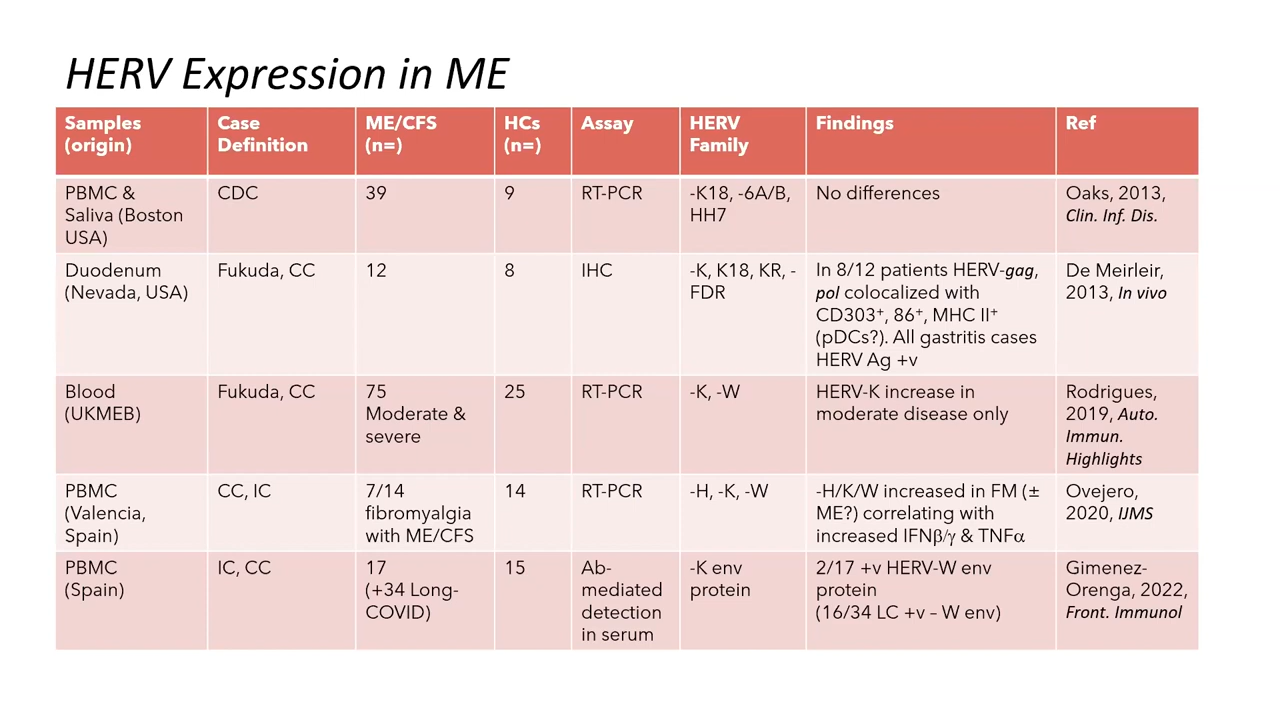 HERV Expression in ME
Samples
(origin)
Case
Definition
ME/CFS
(n=)
HCs
(n=)
Assay
HERV
Family
Findings
Ref
PBMC &
Saliva (Boston
USA)
CDC
39
9
RT-PCR
-K18, -6A/B,
HH7
No differences
Oaks, 2013,
Clin. Inf. Dis.
Duodenum
(Nevada, USA)
Fukuda, CC
12
8
IHC
-K, K18, KR, -
FDR
In 8/12 patients HERV-gag,
pol colocalized with
CD303⁺, 86⁺, MHC II⁺
(pDCs?). All gastritis cases
HERV Ag +v
De Meirleir,
2013, In vivo
Blood
(UKMEB)
Fukuda, CC
75
Moderate &
severe
25
RT-PCR
-K, -W
HERV-K increase in
moderate disease only
Rodrigues,
2019, Auto.
Immun.
Highlights
PBMC
(Valencia,
Spain)
CC, IC
7/14
fibromyalgia
with ME/CFS
14
RT-PCR
-H, -K, -W
-H/K/W increased in FM (±
ME?) correlating with
increased IFNβ/γ & TNFα
Ovejero,
2020, IJMS
PBMC
(Spain)
IC, CC
17
(+34 Long-
COVID)
15
Ab-
mediated
detection
in serum
-K env
protein
2/17 +v HERV-W env
protein
(16/34 LC +v – W env)
Gimenez-
Orenga, 2022,
Front. Immunol